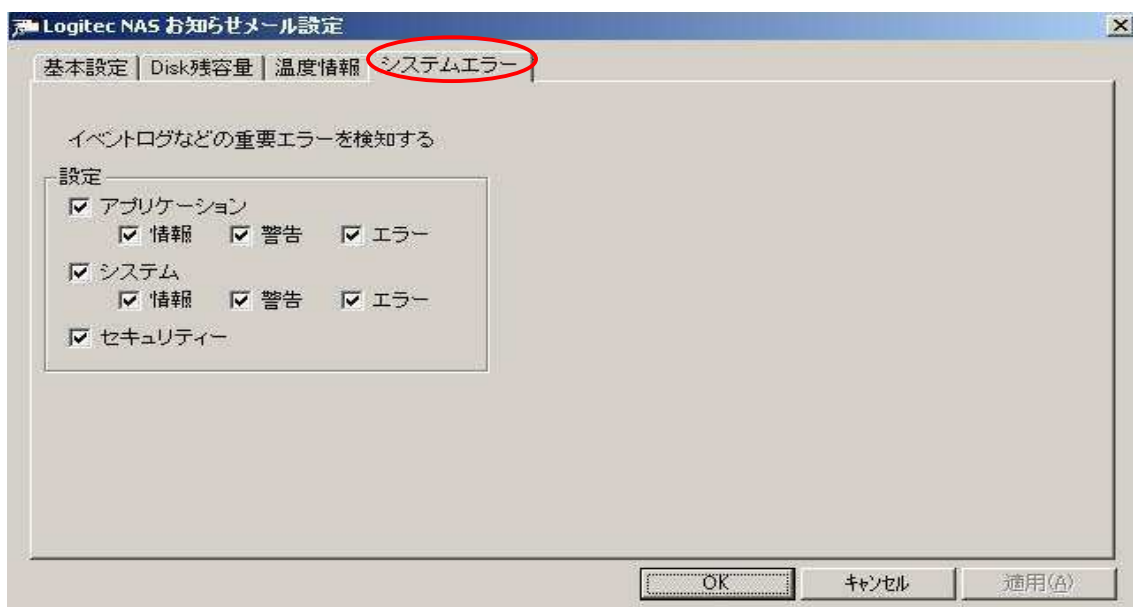 Logitec NAS お知らせメール設定
基本設定 Disk残容量 温度情報 システムエラー
イベントログなどの重要エラーを検知する
設定
アプリケーション
情報 警告 エラー
システム
情報 警告 エラー
セキュリティー
OK キャンセル 適用(A)